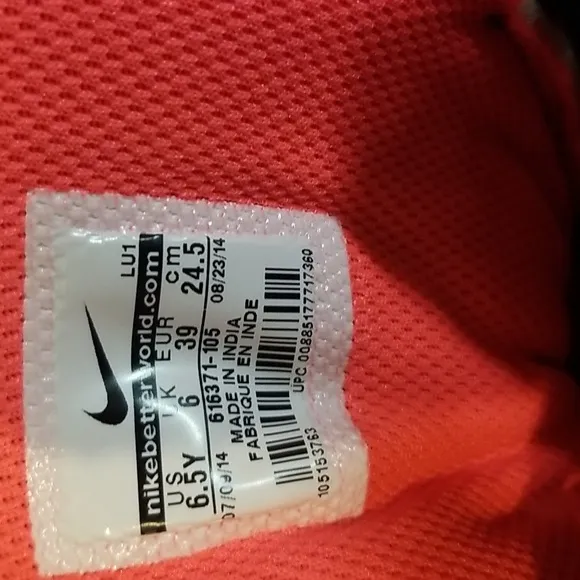 LU1
nikebetterworld.com
US UK EUR cm
6.5Y 6 39 24.5
07/09/14 616371-105 08/23/14
MADE IN INDIA
FABRIQUE EN INDE
105153763
UPC 00885177717360